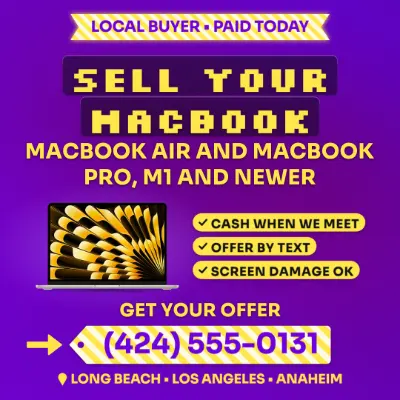 LOCAL BUYER • PAID TODAY
SELL YOUR
MACBOOK
MACBOOK AIR AND MACBOOK
PRO, M1 AND NEWER
CASH WHEN WE MEET
OFFER BY TEXT
SCREEN DAMAGE OK
GET YOUR OFFER
(424) 555-0131
LONG BEACH • LOS ANGELES • ANAHEIM